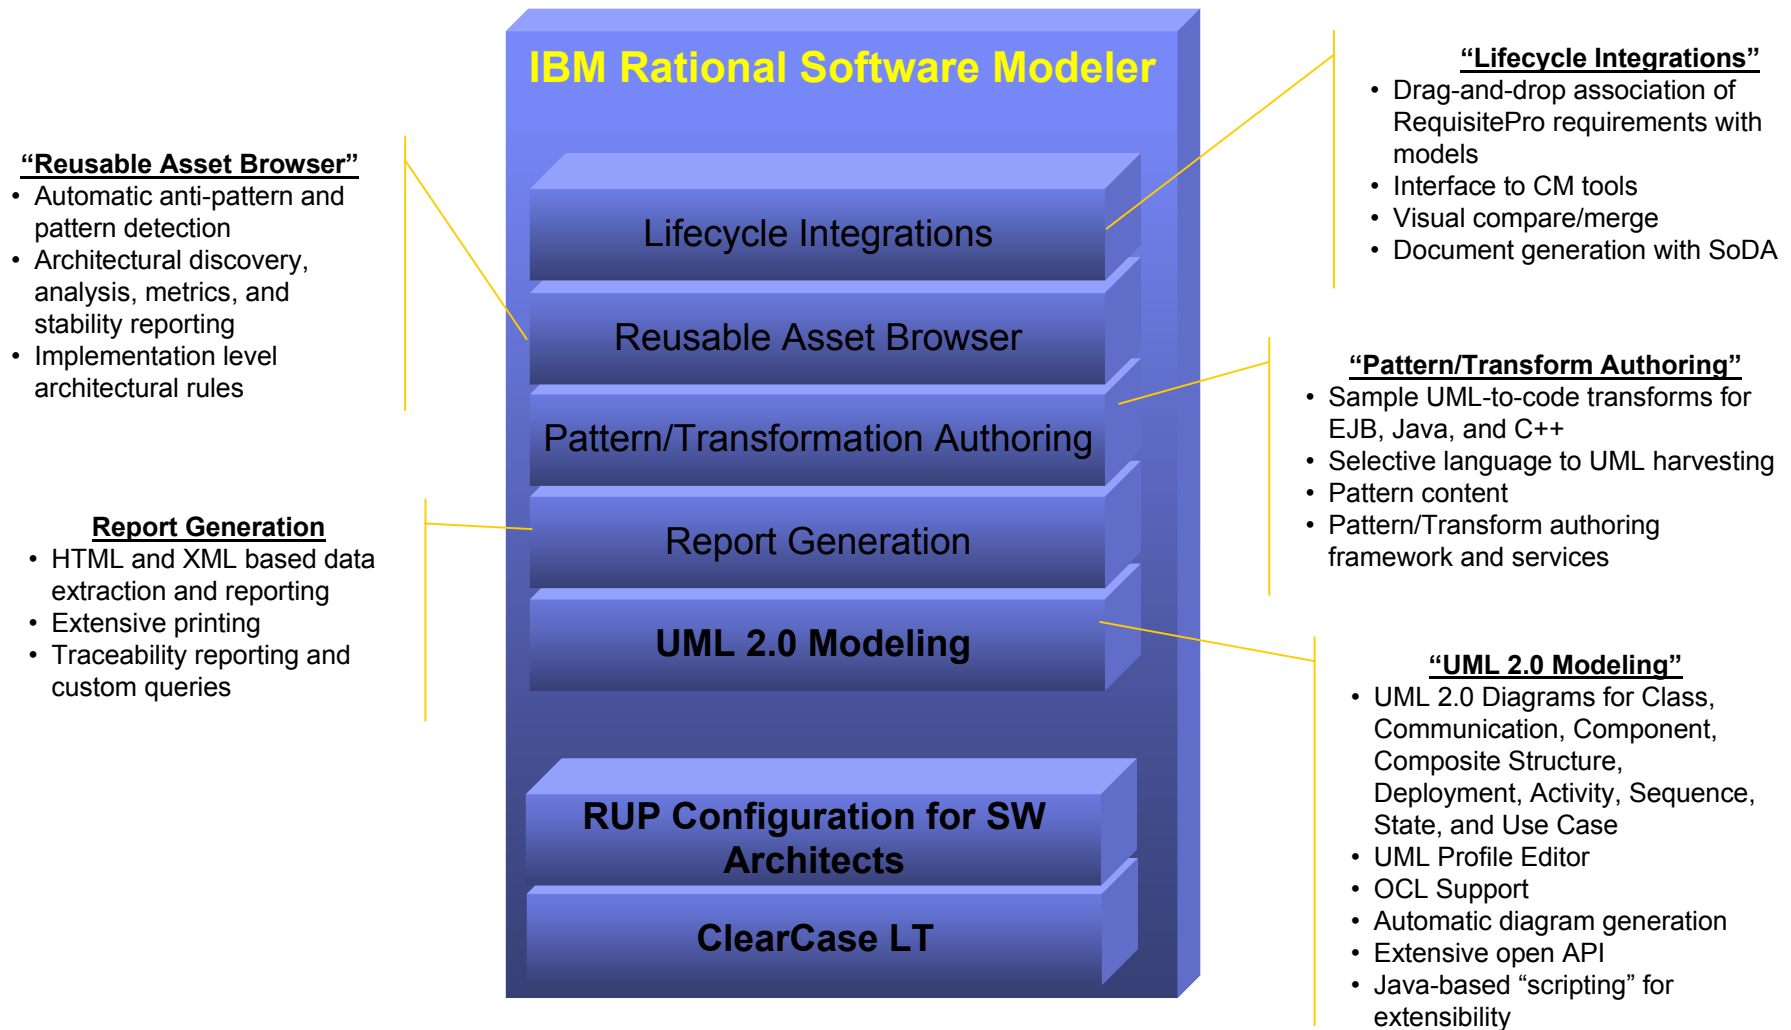 IBM Rational Software Modeler
Lifecycle Integrations
Reusable Asset Browser
Pattern/Transformation Authoring
Report Generation
UML 2.0 Modeling
RUP Configuration for SW
Architects
ClearCase LT
“Reusable Asset Browser”
• Automatic anti-pattern and
pattern detection
• Architectural discovery,
analysis, metrics, and
stability reporting
• Implementation level
architectural rules
Report Generation
• HTML and XML based data
extraction and reporting
• Extensive printing
• Traceability reporting and
custom queries
“Lifecycle Integrations”
• Drag-and-drop association of
RequisitePro requirements with
models
• Interface to CM tools
• Visual compare/merge
• Document generation with SoDA
“Pattern/Transform Authoring”
• Sample UML-to-code transforms for
EJB, Java, and C++
• Selective language to UML harvesting
• Pattern content
• Pattern/Transform authoring
framework and services
“UML 2.0 Modeling”
• UML 2.0 Diagrams for Class,
Communication, Component,
Composite Structure,
Deployment, Activity, Sequence,
State, and Use Case
• UML Profile Editor
• OCL Support
• Automatic diagram generation
• Extensive open API
• Java-based “scripting” for
extensibility